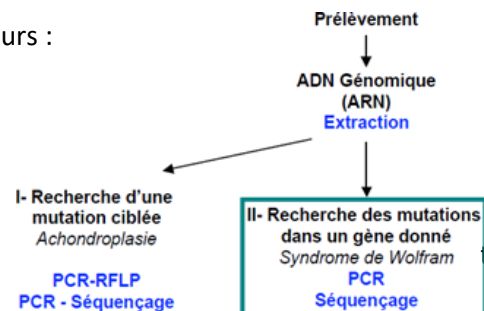 urs :
Prélèvement
ADN Génomique
(ARN)
Extraction
I- Recherche d'une
mutation ciblée
Achondroplasie
PCR-RFLP
PCR - Séquençage
II- Recherche des mutations
dans un gène donné
Syndrome de Wolfram
PCR
Séquençage
t